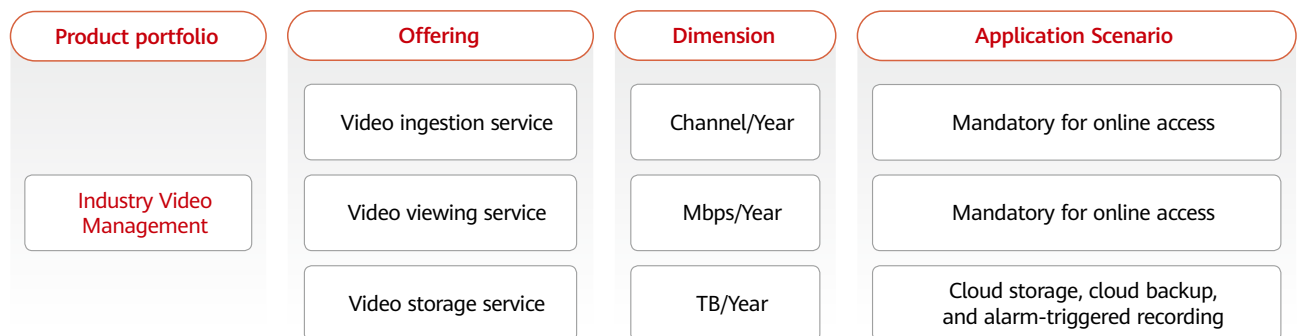 Product portfolio
Offering
Dimension
Application Scenario
Video ingestion service
Channel/Year
Mandatory for online access
Industry Video
Management
Video viewing service
Mbps/Year
Mandatory for online access
Video storage service
TB/Year
Cloud storage, cloud backup,
and alarm-triggered recording